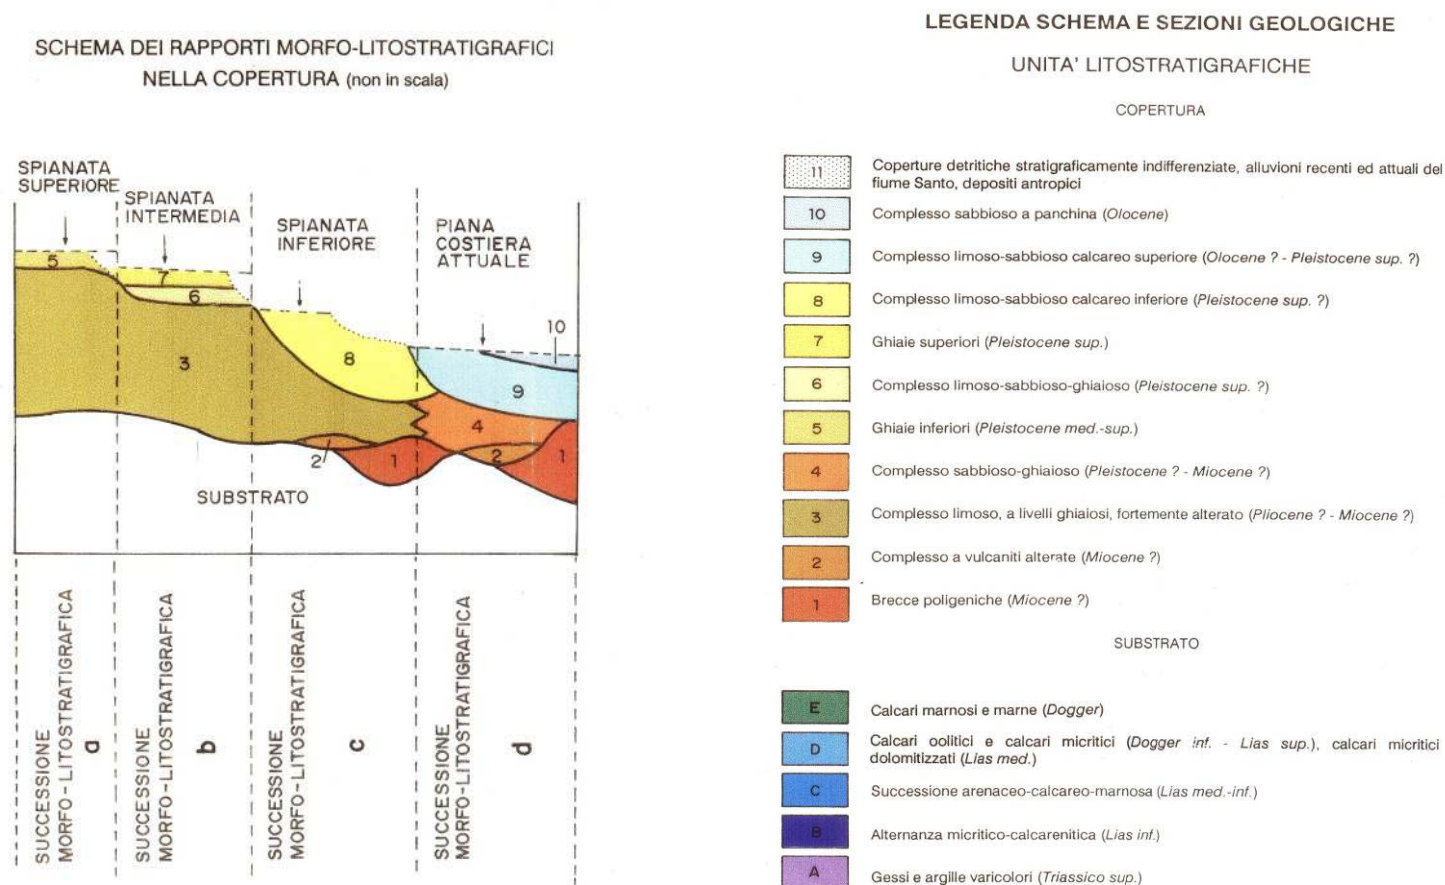 SCHEMA DEI RAPPORTI MORFO-LITOSTRATIGRAFICI
NELLA COPERTURA (non in scala)
SPIANATA
SUPERIORE
SPIANATA
INTERMEDIA
SPIANATA
INFERIORE
PIANA
COSTIERA
ATTUALE
5
7
6
3
8
10
9
4
2
1
2
1
SUBSTRATO
SUCCESSIONE
MORFO-LITOSTRATIGRAFICA
a
SUCCESSIONE
MORFO-LITOSTRATIGRAFICA
b
SUCCESSIONE
MORFO-LITOSTRATIGRAFICA
c
SUCCESSIONE
MORFO-LITOSTRATIGRAFICA
d
LEGENDA SCHEMA E SEZIONI GEOLOGICHE
UNITA' LITOSTRATIGRAFICHE
COPERTURA
11 Coperture detritiche stratigraficamente indifferenziate, alluvioni recenti ed attuali del
fiume Santo, depositi antropici
10 Complesso sabbioso a panchina (Olocene)
9 Complesso limoso-sabbioso calcareo superiore (Olocene ? - Pleistocene sup. ?)
8 Complesso limoso-sabbioso calcareo inferiore (Pleistocene sup. ?)
7 Ghiaie superiori (Pleistocene sup.)
6 Complesso limoso-sabbioso-ghiaioso (Pleistocene sup. ?)
5 Ghiaie inferiori (Pleistocene med.-sup.)
4 Complesso sabbioso-ghiaioso (Pleistocene ? - Miocene ?)
3 Complesso limoso, a livelli ghiaiosi, fortemente alterato (Pliocene ? - Miocene ?)
2 Complesso a vulcaniti alterate (Miocene ?)
1 Brecce poligeniche (Miocene ?)
SUBSTRATO
E Calcari marnosi e marne (Dogger)
D Calcari oolitici e calcari micritici (Dogger inf. - Lias sup.), calcari micritici
dolomitizzati (Lias med.)
C Successione arenaceo-calcareo-marnosa (Lias med.-inf.)
B Alternanza micritico-calcarenitica (Lias inf.)
A Gessi e argille varicolori (Triassico sup.)